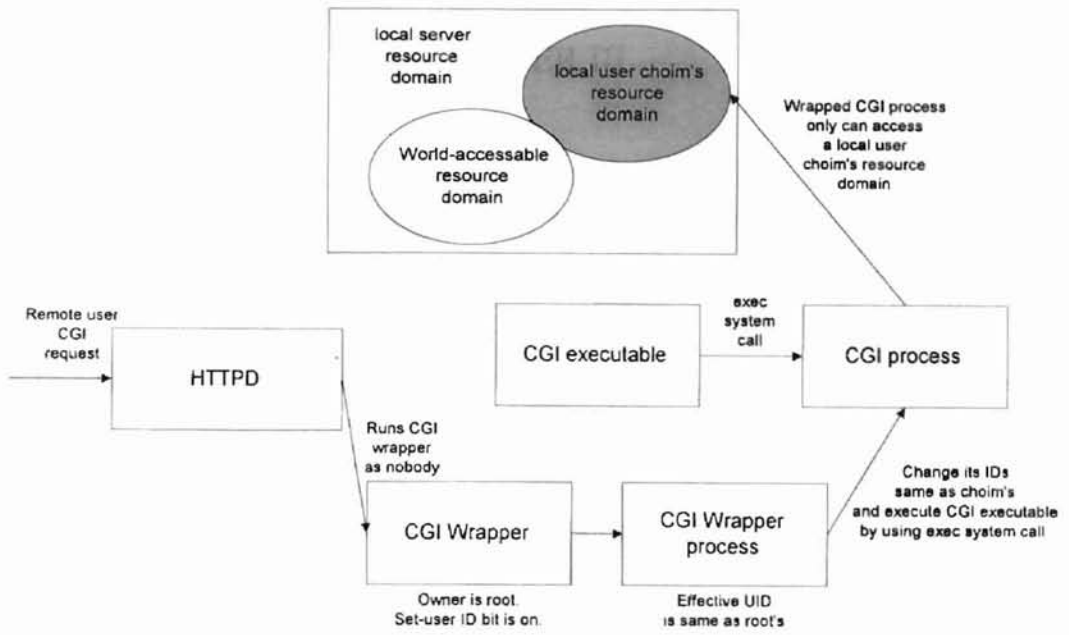 local server
resource
domain
local user choim's
resource
domain
World-accessable
resource
domain
Wrapped CGI process
only can access
a local user
choim's resource
domain
Remote user
CGI
request
HTTPD
CGI executable
exec
system
call
CGI process
Runs CGI
wrapper
as nobody
CGI Wrapper
Owner is root.
Set-user ID bit is on.
CGI Wrapper
process
Effective UID
is same as root's
Change its IDs
same as choim's
and execute CGI executable
by using exec system call